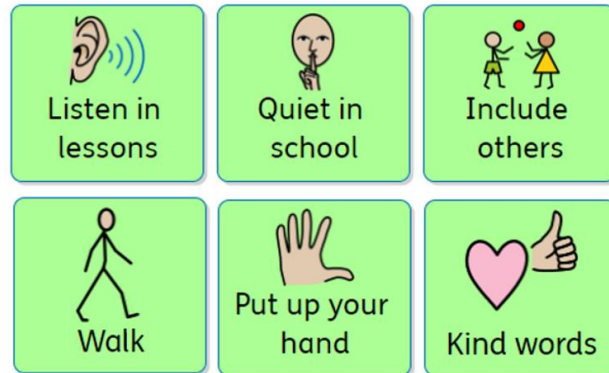 Listen in
lessons
Quiet in
school
Include
others
Walk
Put up your
hand
Kind words